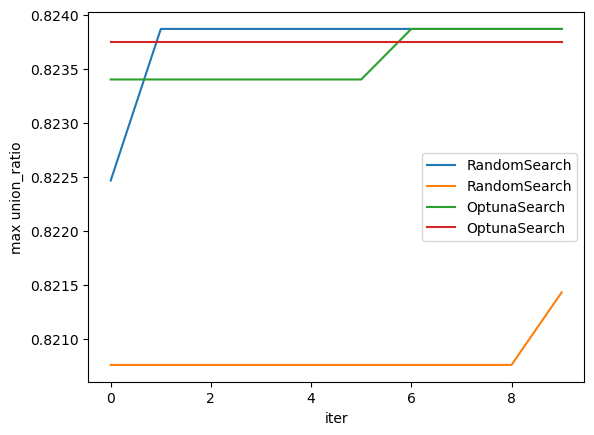 0.8240
0.8235
0.8230
0.8225
0.8220
0.8215
0.8210
max union_ratio
RandomSearch
RandomSearch
OptunaSearch
OptunaSearch
0 2 4 6 8
iter